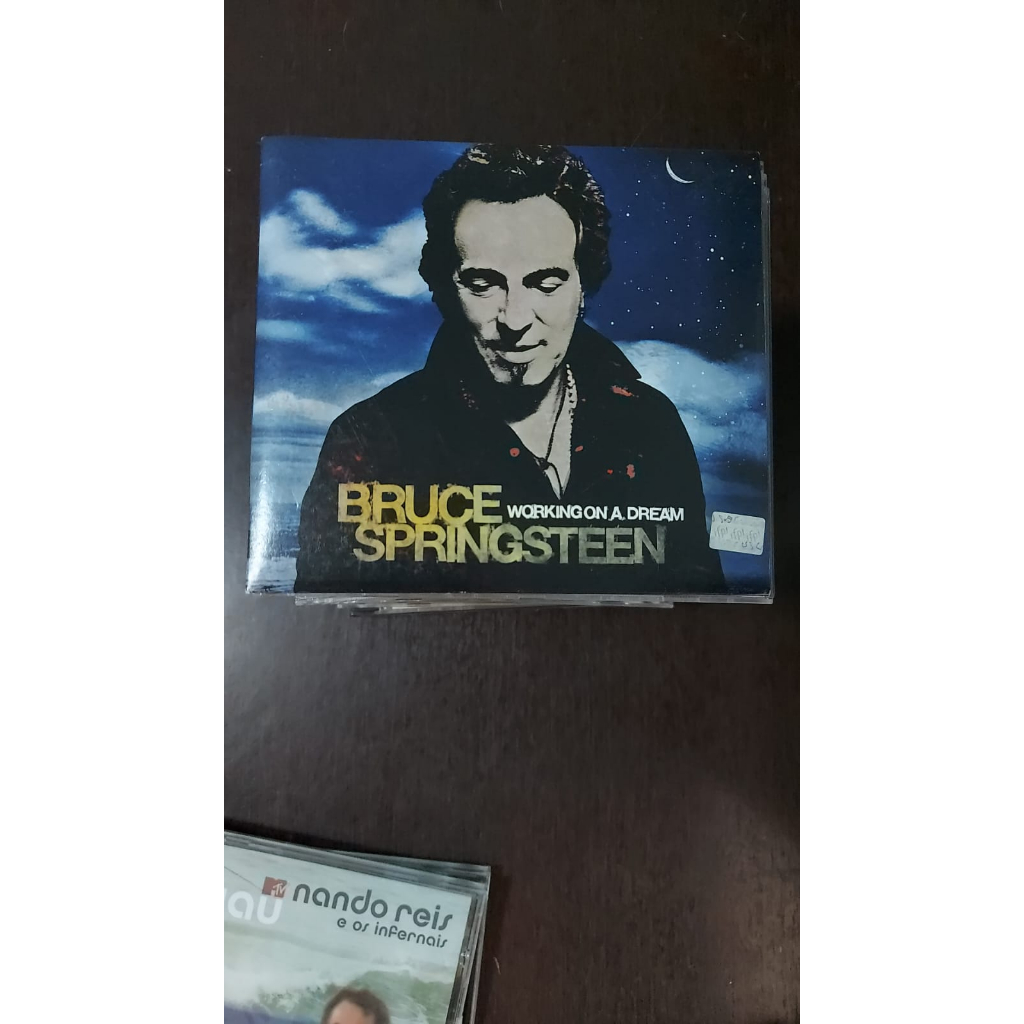 BRUCE
WORKING ON A DREAM
SPRINGSTEEN
MTV
nando reis
e os infernais